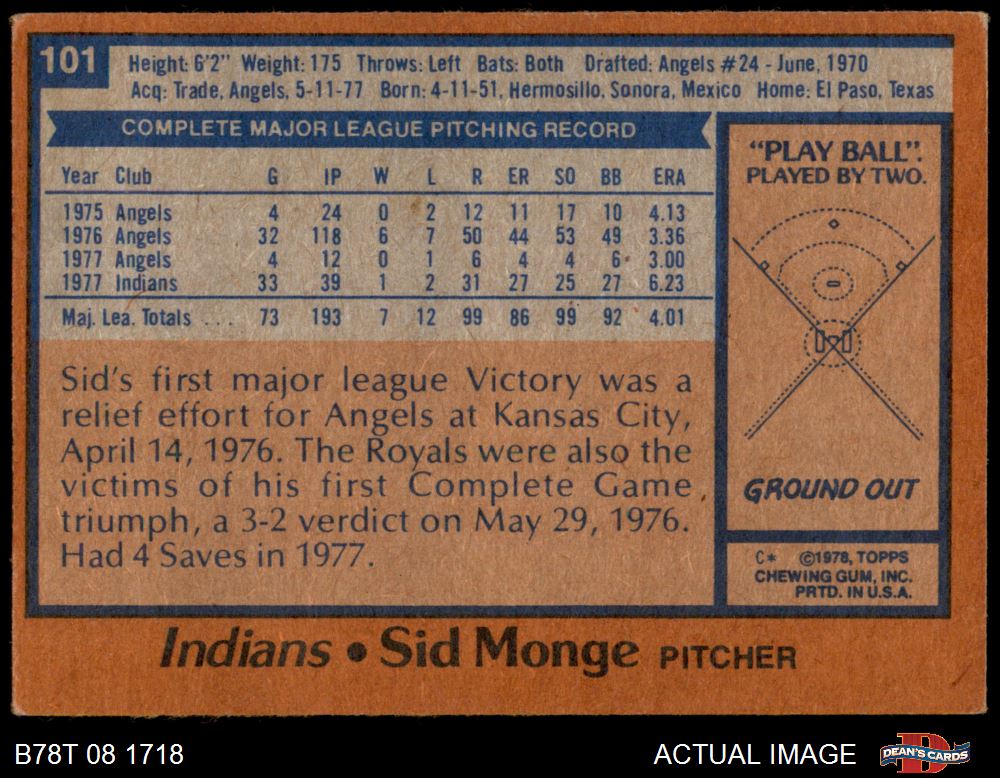 101
Height: 6'2" Weight: 175 Throws: Left Bats: Both Drafted: Angels #24 - June, 1970
Acq: Trade, Angels, 5-11-77 Born: 4-11-51, Hermosillo, Sonora, Mexico Home: El Paso, Texas
COMPLETE MAJOR LEAGUE PITCHING RECORD
Year Club G IP W L R ER SO BB ERA
1975 Angels 4 24 0 2 12 11 17 10 4.13
1976 Angels 32 118 6 7 50 44 53 49 3.36
1977 Angels 4 12 0 1 6 4 4 6 3.00
1977 Indians 33 39 1 2 31 27 25 27 6.23
Maj. Lea. Totals ... 73 193 7 12 99 86 99 92 4.01
Sid's first major league Victory was a
relief effort for Angels at Kansas City,
April 14, 1976. The Royals were also the
victims of his first Complete Game
triumph, a 3-2 verdict on May 29, 1976.
Had 4 Saves in 1977.
"PLAY BALL".
PLAYED BY TWO.
GROUND OUT
C* ©1978, TOPPS
CHEWING GUM, INC.
PRTD. IN U.S.A.
Indians • Sid Monge PITCHER
B78T 08 1718
ACTUAL IMAGE
D
DEAN'S CARDS